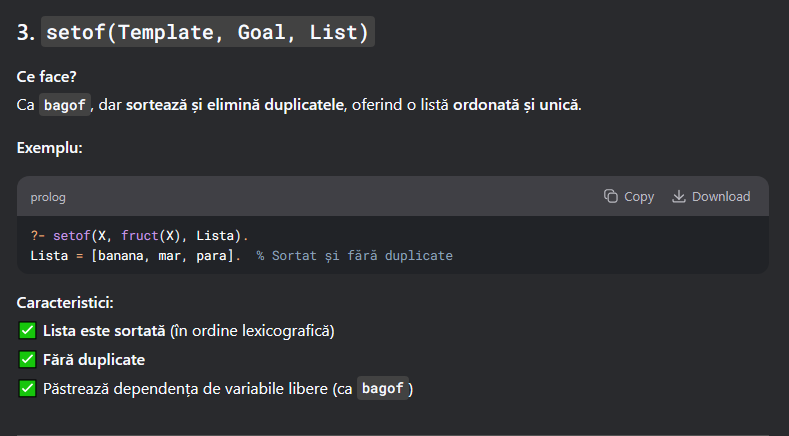 3. setof(Template, Goal, List)
Ce face?
Ca bagof, dar sortează și elimină duplicatele, oferind o listă ordonată și unică.
Exemplu:
prolog Copy Download
?- setof(X, fruct(X), Lista).
Lista = [banana, mar, para].  % Sortat și fără duplicate
Caracteristici:
✅ Lista este sortată (în ordine lexicografică)
✅ Fără duplicate
✅ Păstrează dependența de variabile libere (ca bagof)